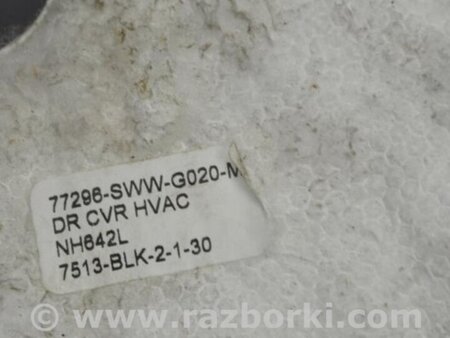 77296-SWW-G020-M
DR CVR HVAC
NH642L
7513-BLK-2-1-30
www.razborki.com